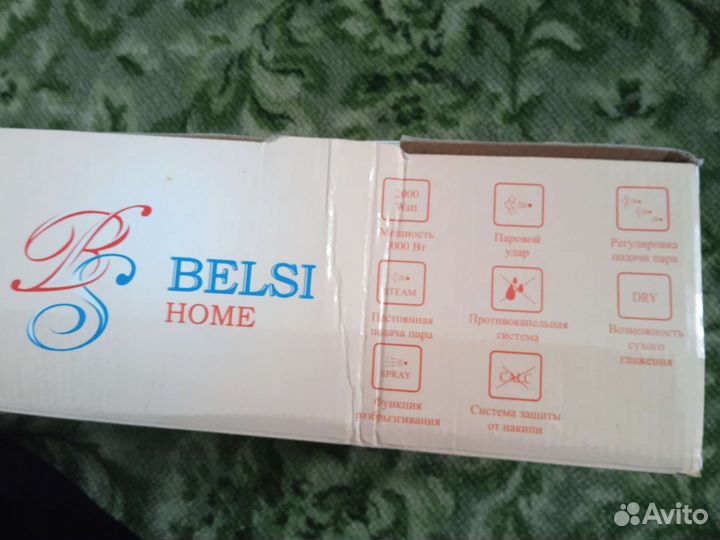 BELSI
HOME
2000
Watt
Мощность
2000 Вт
Паровой
удар
Регулировка
подачи пара
STEAM
Постоянная
подача пара
Противокапельная
система
DRY
Возможность
сухого
глажения
SPRAY
Функция
разбрызгивания
CALC
Система защиты
от накипи
Avito